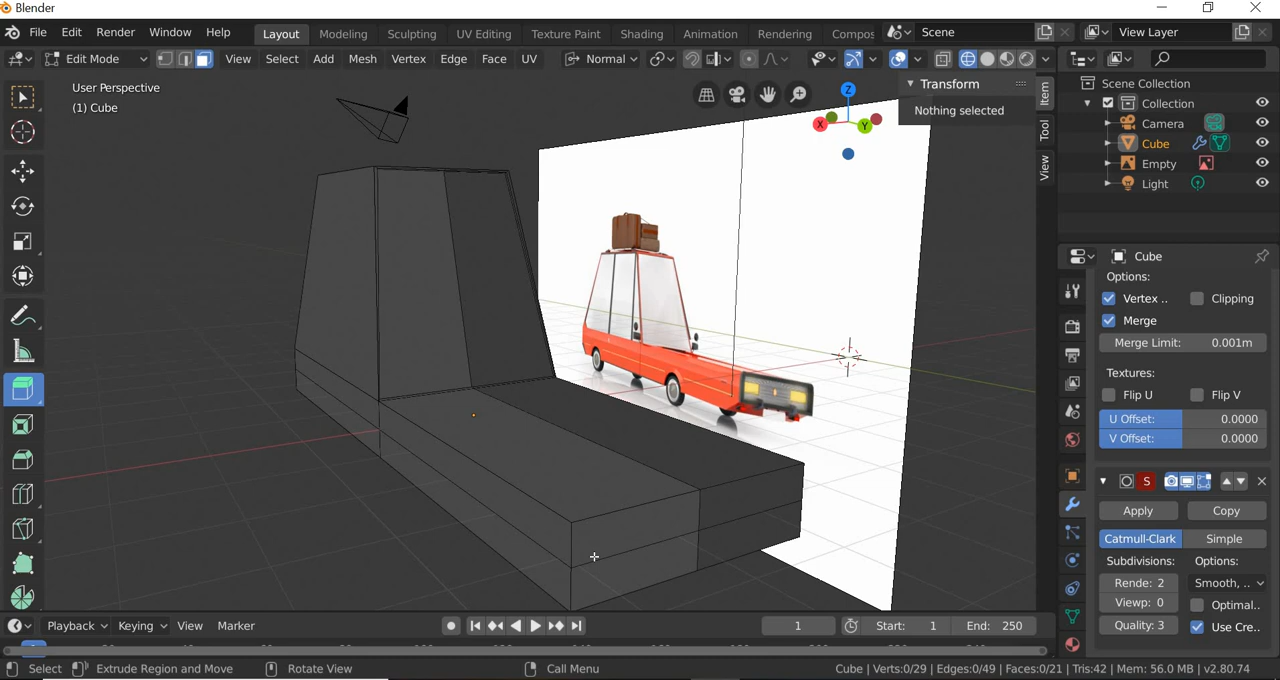 Blender
File Edit Render Window Help Layout Modeling Sculpting UV Editing Texture Paint Shading Animation Rendering Compos Scene View Layer
Edit Mode View Select Add Mesh Vertex Edge Face UV Normal
User Perspective
(1) Cube
Z
X
Y
Transform
Nothing selected
Item
Tool
View
Scene Collection
Collection
Camera
Cube
Empty
Light
Cube
Options:
Vertex .. Clipping
Merge
Merge Limit: 0.001m
Textures:
Flip U Flip V
U Offset: 0.0000
V Offset: 0.0000
S
Apply Copy
Catmull-Clark Simple
Subdivisions: Options:
Rende: 2 Smooth, ..
Viewp: 0 Optimal..
Quality: 3 Use Cre..
Playback Keying View Marker 1 Start: 1 End: 250
Select Extrude Region and Move Rotate View Call Menu Cube | Verts:0/29 | Edges:0/49 | Faces:0/21 | Tris:42 | Mem: 56.0 MB | v2.80.74